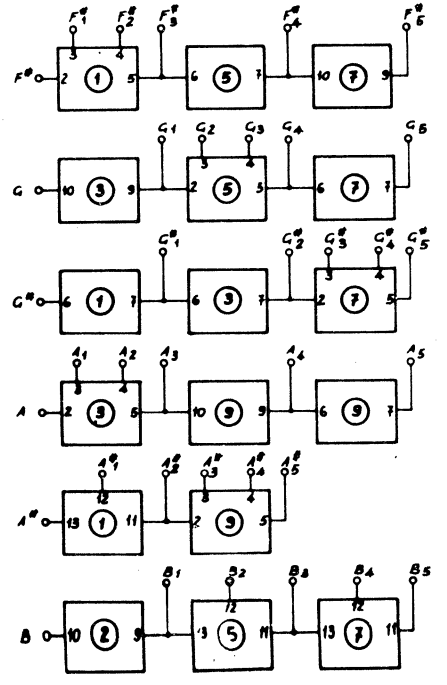 F#1 F#2 F#3 F#4 F#5
3 4
F# 2 1 5 6 5 7 10 7 9
G1 G2 G3 G4 G5
3 4
G 10 3 9 2 5 5 6 7 7
G#1 G#2 G#3 G#4 G#5
3 4
G# 6 1 7 6 3 7 2 7 5
A1 A2 A3 A4 A5
3 4
A 2 9 5 10 9 9 6 9 7
A#1 A#2 A#3 A#4 A#5
12 3 4
A# 13 1 11 2 9 5
B1 B2 B3 B4 B5
12 12
B 10 2 9 13 5 11 13 7 11